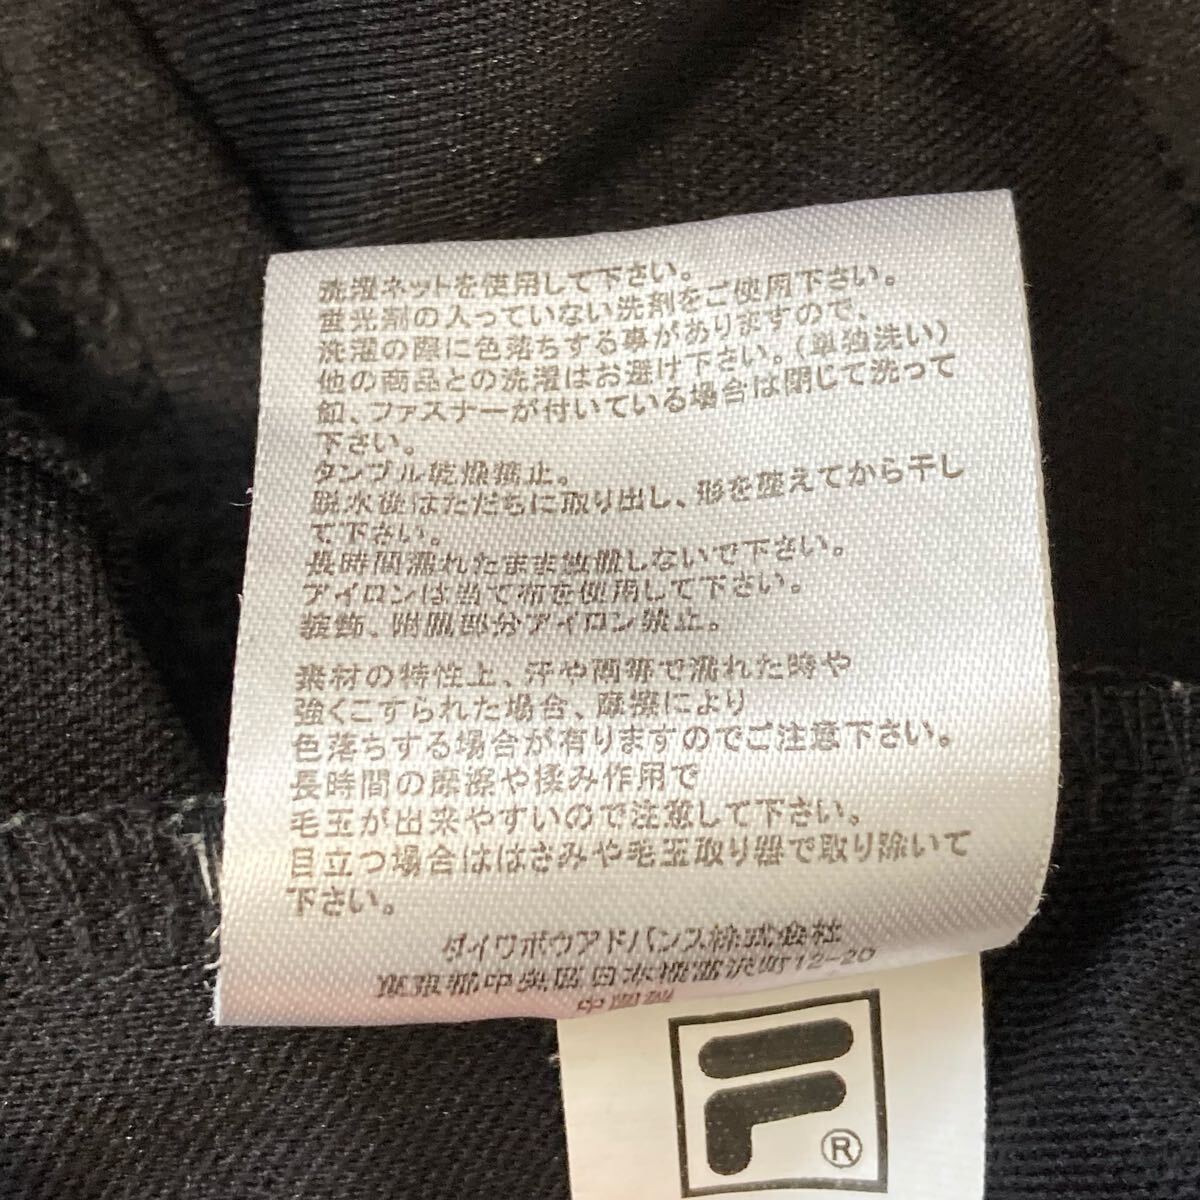 洗濯ネットを使用して下さい。
蛍光剤の入っていない洗剤をご使用下さい。
洗濯の際に色落ちする事がありますので、
他の商品との洗濯はお避け下さい。(単独洗い)
釦、ファスナーが付いている場合は閉じて洗って
下さい。
タンブル乾燥禁止。
脱水後はただちに取り出し、形を整えてから干し
て下さい。
長時間濡れたまま放置しないで下さい。
アイロンは当て布を使用して下さい。
装飾、附属部分アイロン禁止。
素材の特性上、汗や雨等で濡れた時や
強くこすられた場合、摩擦により
色落ちする場合が有りますのでご注意下さい。
長時間の摩擦や揉み作用で
毛玉が出来やすいので注意して下さい。
目立つ場合ははさみや毛玉取り器で取り除いて
下さい。
ダイワボウアドバンス株式会社
東京都中央区日本橋富沢町12-20
中国製
F
®